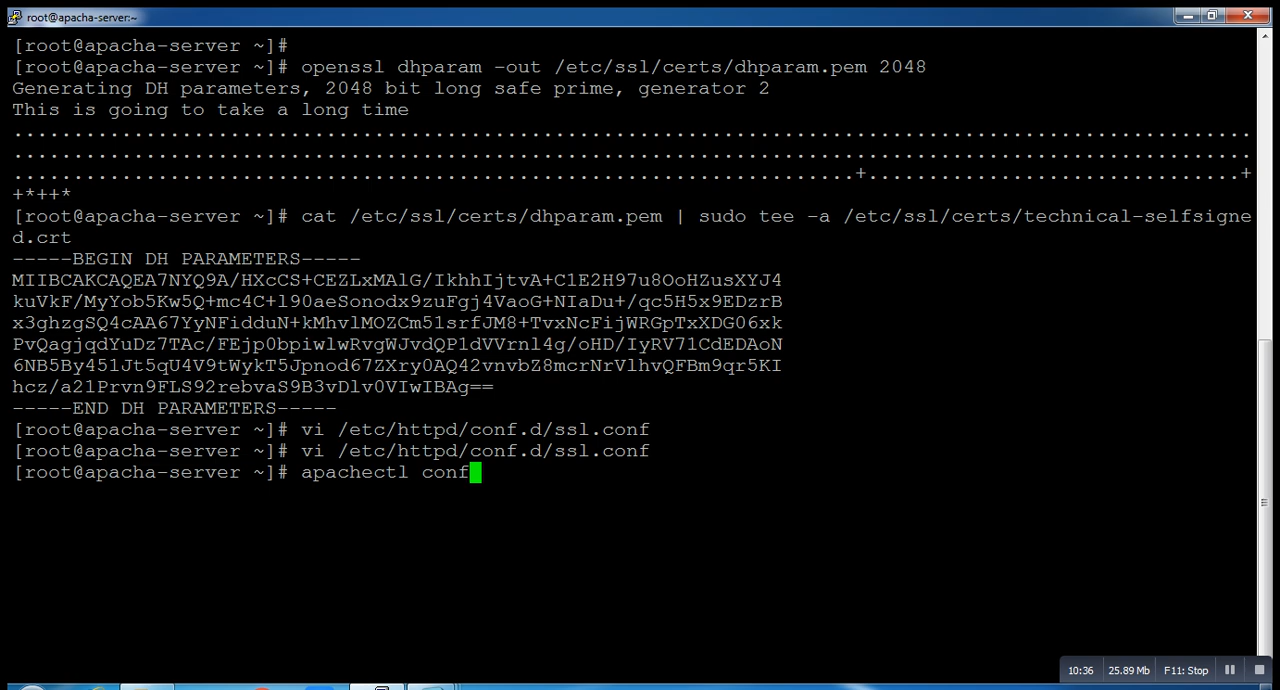 root@apacha-server:~
[root@apacha-server ~]#
[root@apacha-server ~]# openssl dhparam -out /etc/ssl/certs/dhparam.pem 2048
Generating DH parameters, 2048 bit long safe prime, generator 2
This is going to take a long time
.......................................................................................................
.......................................................................................................
......................................................................+...............................+
+*++*
[root@apacha-server ~]# cat /etc/ssl/certs/dhparam.pem | sudo tee -a /etc/ssl/certs/technical-selfsigne
d.crt
-----BEGIN DH PARAMETERS-----
MIIBCAKCAQEA7NYQ9A/HXcCS+CEZLxMAlG/IkhhIjtvA+C1E2H97u8OoHZusXYJ4
kuVkF/MyYob5Kw5Q+mc4C+l90aeSonodx9zuFgj4VaoG+NIaDu+/qc5H5x9EDzrB
x3ghzgSQ4cAA67YyNFidduN+kMhvlMOZCm51srfJM8+TvxNcFijWRGpTxXDG06xk
PvQagjqdYuDz7TAc/FEjp0bpiwlwRvgWJvdQP1dVVrnl4g/oHD/IyRV71CdEDAoN
6NB5By451Jt5qU4V9tWykT5Jpnod67ZXry0AQ42vnvbZ8mcrNrVlhvQFBm9qr5KI
hcz/a21Prvn9FLS92rebvaS9B3vDlv0VIwIBAg==
-----END DH PARAMETERS-----
[root@apacha-server ~]# vi /etc/httpd/conf.d/ssl.conf
[root@apacha-server ~]# vi /etc/httpd/conf.d/ssl.conf
[root@apacha-server ~]# apachectl conf
10:36 25.89 Mb F11: Stop